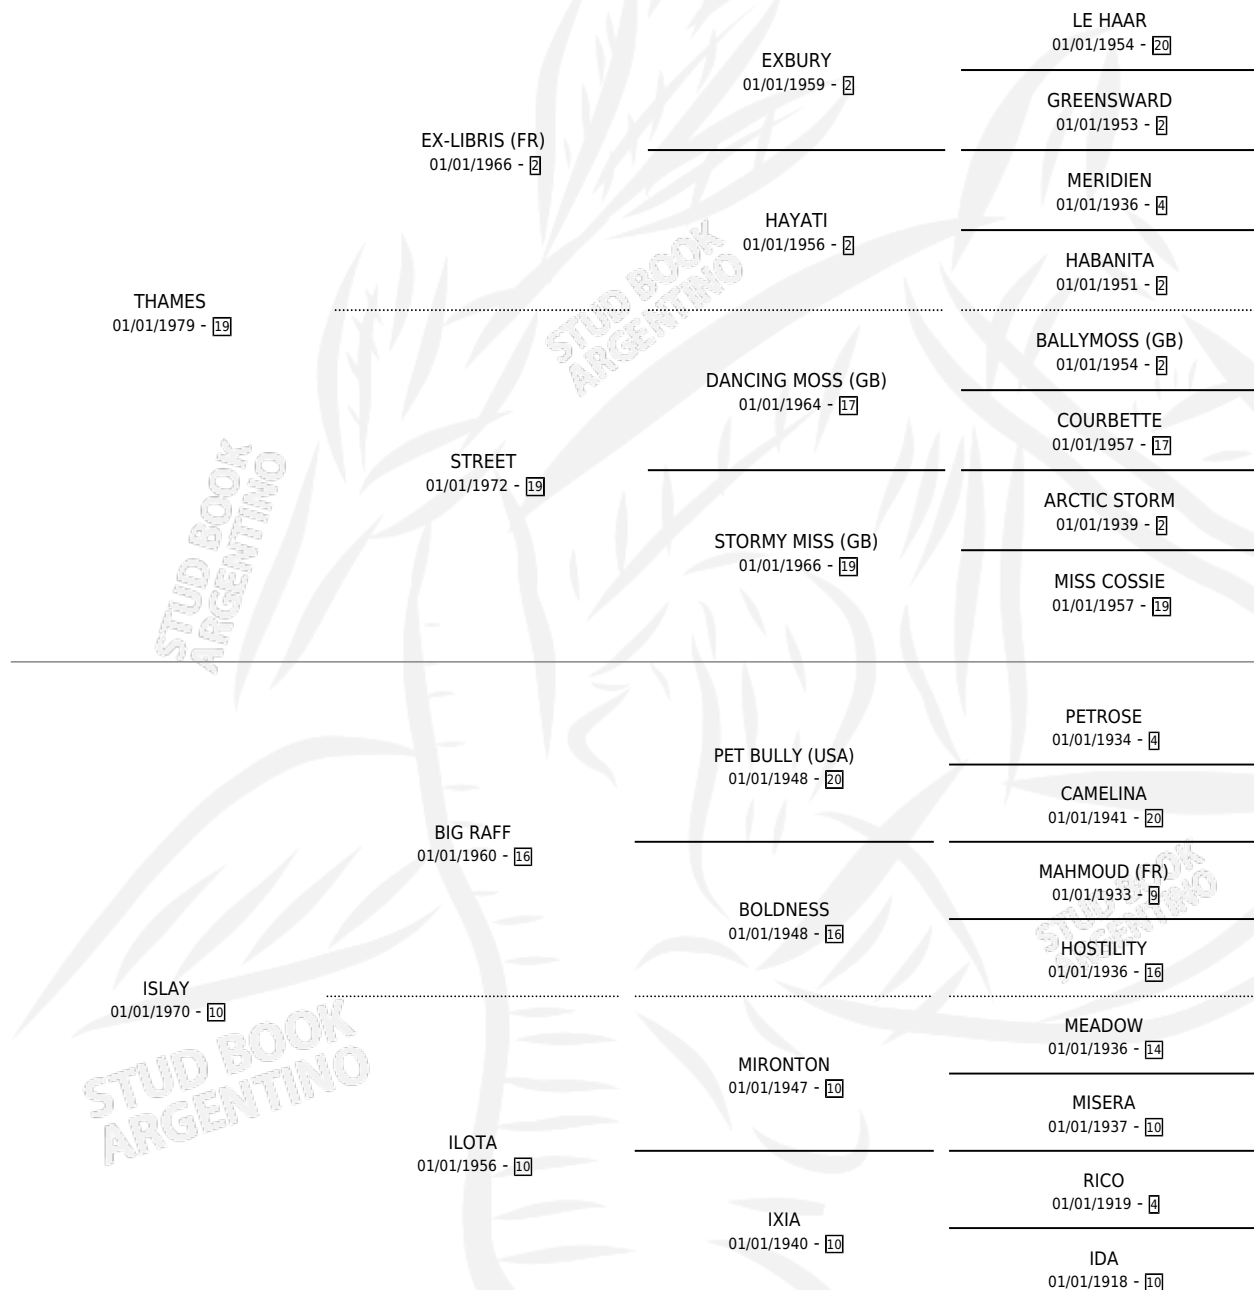 LE HAAR
01/01/1954 - 20
EXBURY
01/01/1959 - 2
GREENSWARD
01/01/1953 - 2
EX-LIBRIS (FR)
01/01/1966 - 2
MERIDIEN
01/01/1936 - 4
HAYATI
01/01/1956 - 2
HABANITA
01/01/1951 - 2
THAMES
01/01/1979 - 19
BALLYMOSS (GB)
01/01/1954 - 2
DANCING MOSS (GB)
01/01/1964 - 17
COURBETTE
01/01/1957 - 17
STREET
01/01/1972 - 19
ARCTIC STORM
01/01/1939 - 2
STORMY MISS (GB)
01/01/1966 - 19
MISS COSSIE
01/01/1957 - 19
PETROSE
01/01/1934 - 4
PET BULLY (USA)
01/01/1948 - 20
CAMELINA
01/01/1941 - 20
BIG RAFF
01/01/1960 - 16
MAHMOUD (FR)
01/01/1933 - 9
BOLDNESS
01/01/1948 - 16
HOSTILITY
01/01/1936 - 16
ISLAY
01/01/1970 - 10
MEADOW
01/01/1936 - 14
MIRONTON
01/01/1947 - 10
MISERA
01/01/1937 - 10
ILOTA
01/01/1956 - 10
RICO
01/01/1919 - 4
IXIA
01/01/1940 - 10
IDA
01/01/1918 - 10
STUD BOOK
ARGENTINO
STUD BOOK
ARGENTINO
STUD BOOK
ARGENTINO
STUD BOOK
ARGENTINO